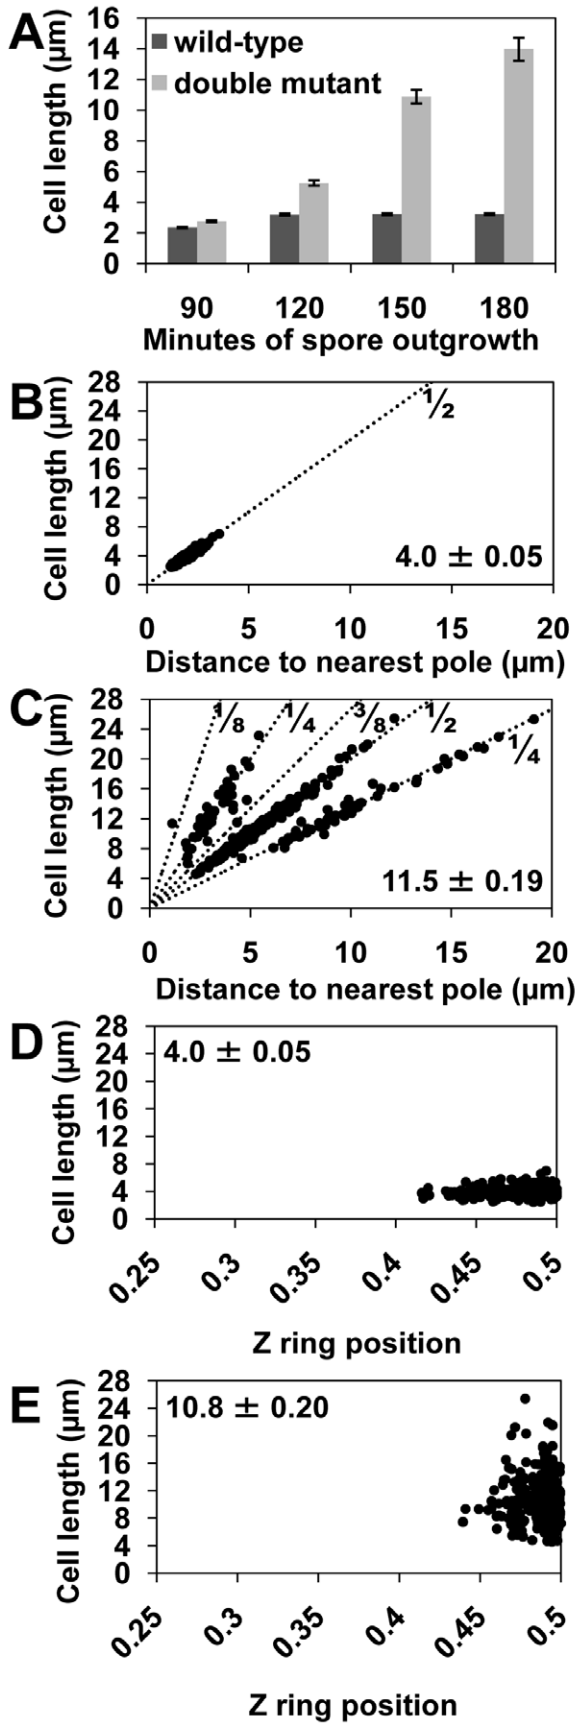 A
Cell length (µm)
16
14
12
10
8
6
4
2
0
wild-type
double mutant
90 120 150 180
Minutes of spore outgrowth
B
Cell length (µm)
28
24
20
16
12
8
4
0
½
4.0 ± 0.05
0 5 10 15 20
Distance to nearest pole (µm)
C
Cell length (µm)
28
24
20
16
12
8
4
0
⅛ ¼ ⅜ ½
¼
11.5 ± 0.19
0 5 10 15 20
Distance to nearest pole (µm)
D
Cell length (µm)
28
24
20
16
12
8
4
0
4.0 ± 0.05
0.25 0.3 0.35 0.4 0.45 0.5
Z ring position
E
Cell length (µm)
28
24
20
16
12
8
4
0
10.8 ± 0.20
0.25 0.3 0.35 0.4 0.45 0.5
Z ring position